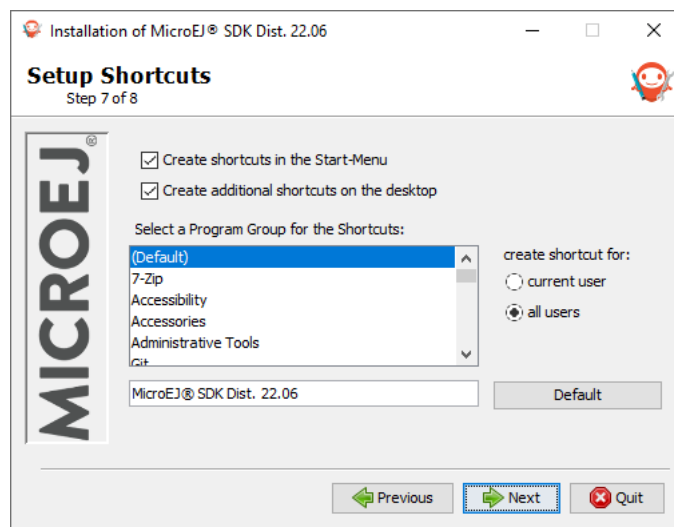 Installation of MicroEJ® SDK Dist. 22.06
Setup Shortcuts
Step 7 of 8
MICROEJ®
Create shortcuts in the Start-Menu
Create additional shortcuts on the desktop
Select a Program Group for the Shortcuts:
(Default)
7-Zip
Accessibility
Accessories
Administrative Tools
Git
create shortcut for:
current user
all users
MicroEJ® SDK Dist. 22.06
Default
Previous
Next
Quit